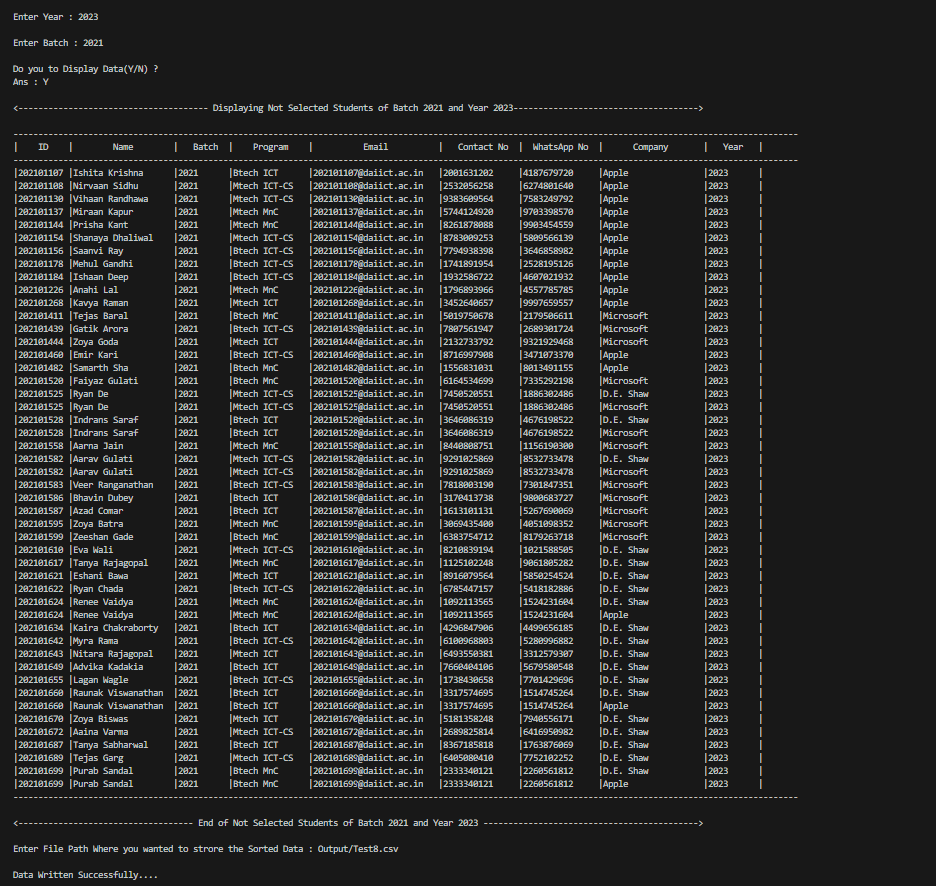 Enter Year : 2023
Enter Batch : 2021
Do you to Display Data(Y/N) ?
Ans : Y
<-------------------------------------- Displaying Not Selected Students of Batch 2021 and Year 2023------------------------------------->
| ID | Name | Batch | Program | Email | Contact No | WhatsApp No | Company | Year |
|202101107 |Ishita Krishna |2021 |Btech ICT |202101107@daiict.ac.in |2001631202 |4187679720 |Apple |2023 |
|202101108 |Nirvaan Sidhu |2021 |Mtech ICT-CS |202101108@daiict.ac.in |2532056258 |6274801640 |Apple |2023 |
|202101130 |Vihaan Randhawa |2021 |Mtech ICT-CS |202101130@daiict.ac.in |9383609564 |7583249792 |Apple |2023 |
|202101137 |Miraan Kapur |2021 |Mtech MnC |202101137@daiict.ac.in |5744124920 |9703398570 |Apple |2023 |
|202101144 |Prisha Kant |2021 |Mtech MnC |202101144@daiict.ac.in |8261878088 |9903454559 |Apple |2023 |
|202101154 |Shanaya Dhaliwal |2021 |Mtech ICT-CS |202101154@daiict.ac.in |8783009253 |5809566139 |Apple |2023 |
|202101156 |Saanvi Ray |2021 |Btech ICT-CS |202101156@daiict.ac.in |7794938398 |3646858982 |Apple |2023 |
|202101178 |Mehul Gandhi |2021 |Btech ICT-CS |202101178@daiict.ac.in |1741891954 |2528195126 |Apple |2023 |
|202101184 |Ishaan Deep |2021 |Btech ICT-CS |202101184@daiict.ac.in |1932586722 |4607021932 |Apple |2023 |
|202101226 |Anahi Lal |2021 |Mtech MnC |202101226@daiict.ac.in |1796893966 |4557785785 |Apple |2023 |
|202101268 |Kavya Raman |2021 |Mtech ICT |202101268@daiict.ac.in |3452640657 |9997659557 |Apple |2023 |
|202101411 |Tejas Baral |2021 |Btech MnC |202101411@daiict.ac.in |5019750678 |2179506611 |Microsoft |2023 |
|202101439 |Gatik Arora |2021 |Btech ICT-CS |202101439@daiict.ac.in |7807561947 |2689301724 |Microsoft |2023 |
|202101444 |Zoya Goda |2021 |Mtech ICT |202101444@daiict.ac.in |2132733792 |9321929468 |Microsoft |2023 |
|202101460 |Emir Kari |2021 |Btech ICT-CS |202101460@daiict.ac.in |8716997908 |3471073370 |Apple |2023 |
|202101482 |Samarth Sha |2021 |Btech MnC |202101482@daiict.ac.in |1556831031 |8013491155 |Apple |2023 |
|202101520 |Faiyaz Gulati |2021 |Btech MnC |202101520@daiict.ac.in |6164534699 |7335292198 |Microsoft |2023 |
|202101525 |Ryan De |2021 |Mtech ICT-CS |202101525@daiict.ac.in |7450520551 |1886302486 |D.E. Shaw |2023 |
|202101525 |Ryan De |2021 |Mtech ICT-CS |202101525@daiict.ac.in |7450520551 |1886302486 |Microsoft |2023 |
|202101528 |Indrans Saraf |2021 |Btech ICT |202101528@daiict.ac.in |3646086319 |4676198522 |D.E. Shaw |2023 |
|202101528 |Indrans Saraf |2021 |Btech ICT |202101528@daiict.ac.in |3646086319 |4676198522 |Microsoft |2023 |
|202101558 |Aarna Jain |2021 |Mtech MnC |202101558@daiict.ac.in |8440808751 |1156190300 |Microsoft |2023 |
|202101582 |Aarav Gulati |2021 |Mtech ICT-CS |202101582@daiict.ac.in |9291025869 |8532733478 |D.E. Shaw |2023 |
|202101582 |Aarav Gulati |2021 |Mtech ICT-CS |202101582@daiict.ac.in |9291025869 |8532733478 |Microsoft |2023 |
|202101583 |Veer Ranganathan |2021 |Btech ICT-CS |202101583@daiict.ac.in |7818003190 |7301847351 |Microsoft |2023 |
|202101586 |Bhavin Dubey |2021 |Btech ICT |202101586@daiict.ac.in |3170413738 |9800683727 |Microsoft |2023 |
|202101587 |Azad Comar |2021 |Btech ICT |202101587@daiict.ac.in |1613101131 |5267690069 |Microsoft |2023 |
|202101595 |Zoya Batra |2021 |Mtech MnC |202101595@daiict.ac.in |3069435400 |4051098352 |Microsoft |2023 |
|202101599 |Zeeshan Gade |2021 |Btech MnC |202101599@daiict.ac.in |6383754712 |8179263718 |Microsoft |2023 |
|202101610 |Eva Wali |2021 |Mtech ICT-CS |202101610@daiict.ac.in |8210839194 |1021588505 |D.E. Shaw |2023 |
|202101617 |Tanya Rajagopal |2021 |Mtech MnC |202101617@daiict.ac.in |1125102248 |9061805282 |D.E. Shaw |2023 |
|202101621 |Eshani Bawa |2021 |Mtech ICT |202101621@daiict.ac.in |8916079564 |5850254524 |D.E. Shaw |2023 |
|202101622 |Ryan Chada |2021 |Btech ICT-CS |202101622@daiict.ac.in |6785447157 |5418182886 |D.E. Shaw |2023 |
|202101624 |Renee Vaidya |2021 |Mtech MnC |202101624@daiict.ac.in |1092113565 |1524231604 |D.E. Shaw |2023 |
|202101624 |Renee Vaidya |2021 |Mtech MnC |202101624@daiict.ac.in |1092113565 |1524231604 |Apple |2023 |
|202101634 |Kaira Chakraborty |2021 |Btech ICT-CS |202101634@daiict.ac.in |4296847906 |4499656185 |D.E. Shaw |2023 |
|202101642 |Myra Rama |2021 |Btech ICT-CS |202101642@daiict.ac.in |6100968803 |5280996882 |D.E. Shaw |2023 |
|202101643 |Nitara Rajagopal |2021 |Mtech ICT |202101643@daiict.ac.in |6493550381 |3312579307 |D.E. Shaw |2023 |
|202101649 |Advika Kadakia |2021 |Btech ICT |202101649@daiict.ac.in |7660404106 |5679580548 |D.E. Shaw |2023 |
|202101655 |Lagan Wagle |2021 |Btech ICT-CS |202101655@daiict.ac.in |1738430658 |7701429696 |D.E. Shaw |2023 |
|202101660 |Raunak Viswanathan |2021 |Btech ICT |202101660@daiict.ac.in |3317574695 |1514745264 |D.E. Shaw |2023 |
|202101660 |Raunak Viswanathan |2021 |Btech ICT |202101660@daiict.ac.in |3317574695 |1514745264 |Apple |2023 |
|202101670 |Zoya Biswas |2021 |Mtech ICT |202101670@daiict.ac.in |5181358248 |7940556171 |D.E. Shaw |2023 |
|202101672 |Aaina Varma |2021 |Mtech ICT-CS |202101672@daiict.ac.in |2689825814 |6416950982 |D.E. Shaw |2023 |
|202101687 |Tanya Sabharwal |2021 |Btech ICT |202101687@daiict.ac.in |8367185818 |1763876069 |D.E. Shaw |2023 |
|202101689 |Tejas Garg |2021 |Mtech ICT-CS |202101689@daiict.ac.in |6405080410 |7752102252 |D.E. Shaw |2023 |
|202101699 |Purab Sandal |2021 |Btech MnC |202101699@daiict.ac.in |2333340121 |2260561812 |D.E. Shaw |2023 |
|202101699 |Purab Sandal |2021 |Btech MnC |202101699@daiict.ac.in |2333340121 |2260561812 |Apple |2023 |
<----------------------------------- End of Not Selected Students of Batch 2021 and Year 2023 ------------------------------------------->
Enter File Path Where you wanted to strore the Sorted Data : Output/Test8.csv
Data Written Successfully....